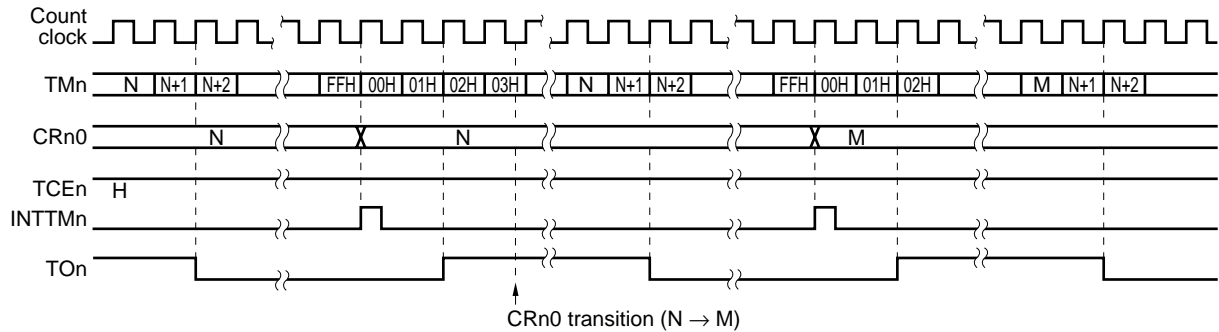 Count
clock
TMn N N+1 N+2 FFH 00H 01H 02H 03H N N+1 N+2 FFH 00H 01H 02H M N+1 N+2
CRn0 N N M
TCEn H
INTTMn
TOn
CRn0 transition (N → M)